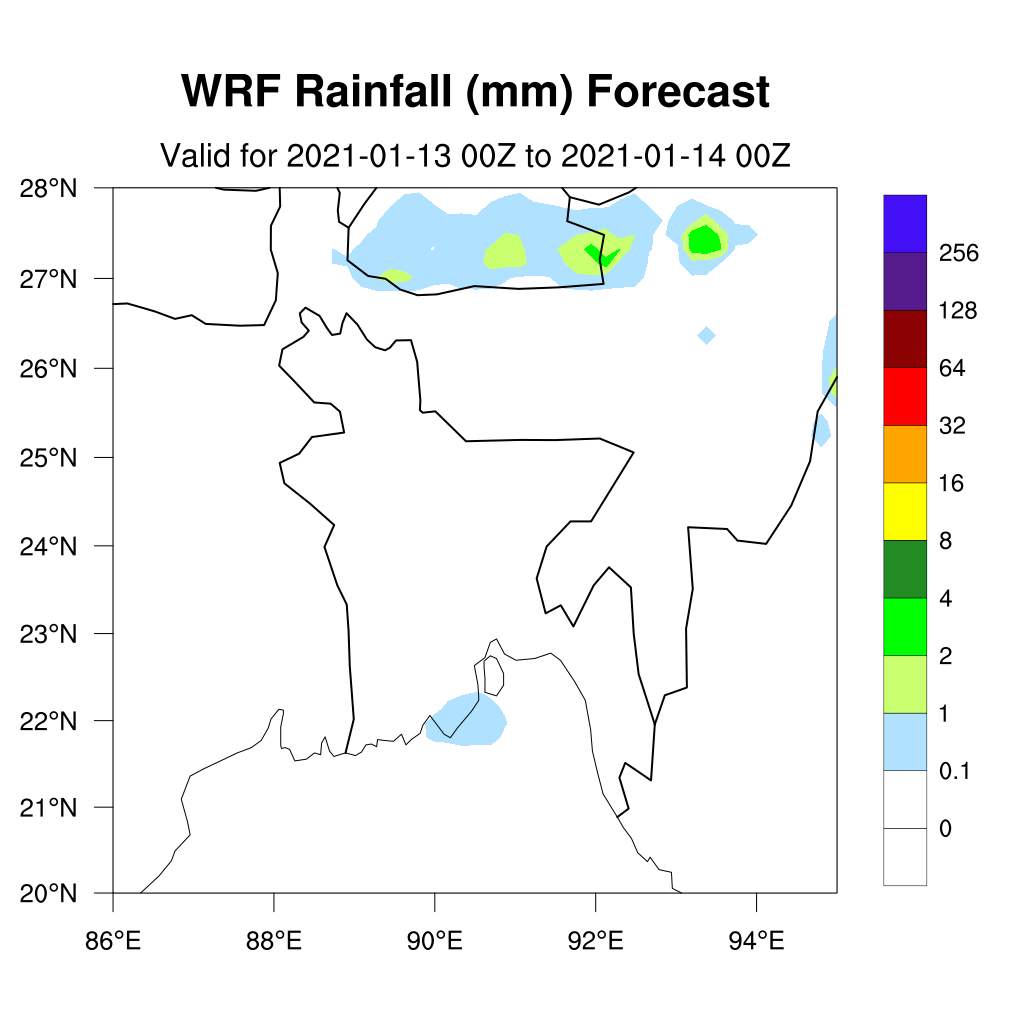 WRF Rainfall (mm) Forecast
Valid for 2021-01-13 00Z to 2021-01-14 00Z
28°N
27°N
26°N
25°N
24°N
23°N
22°N
21°N
20°N
86°E 88°E 90°E 92°E 94°E
256
128
64
32
16
8
4
2
1
0.1
0